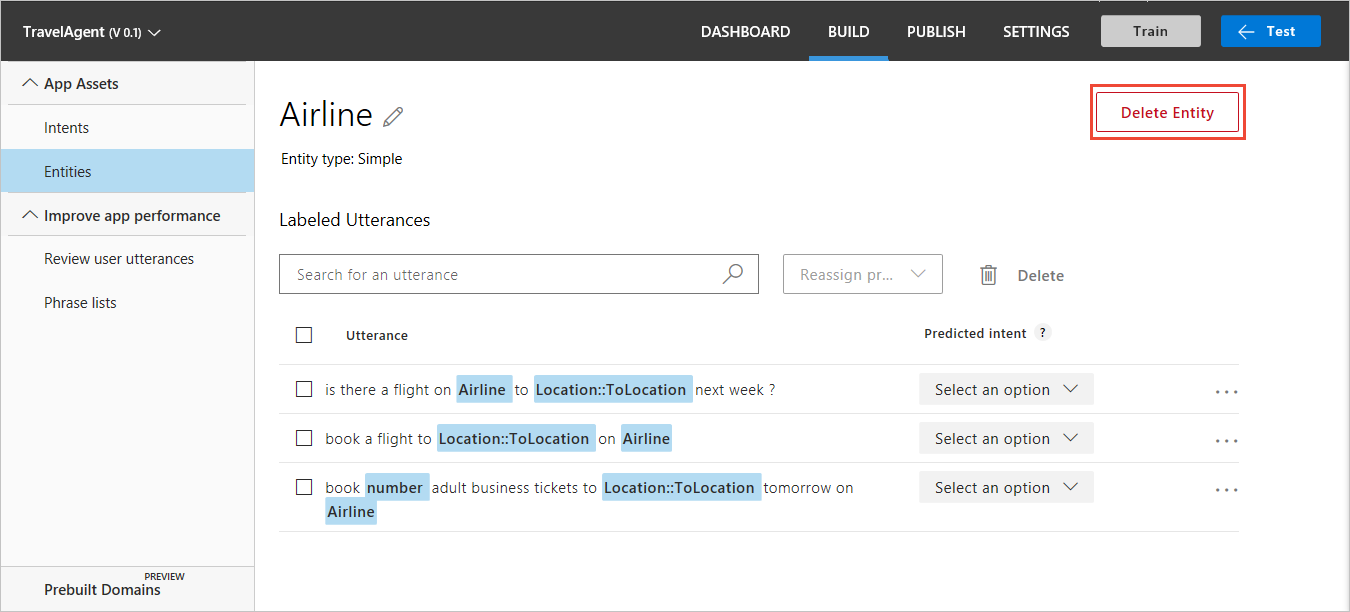 TravelAgent (V 0.1)
DASHBOARD
BUILD
PUBLISH
SETTINGS
Train
Test
App Assets
Intents
Entities
Improve app performance
Review user utterances
Phrase lists
PREVIEW
Prebuilt Domains
Airline
Delete Entity
Entity type: Simple
Labeled Utterances
Search for an utterance
Reassign pr...
Delete
Utterance
Predicted intent ?
is there a flight on Airline to Location::ToLocation next week ?
Select an option
...
book a flight to Location::ToLocation on Airline
Select an option
...
book number adult business tickets to Location::ToLocation tomorrow on
Airline
Select an option
...